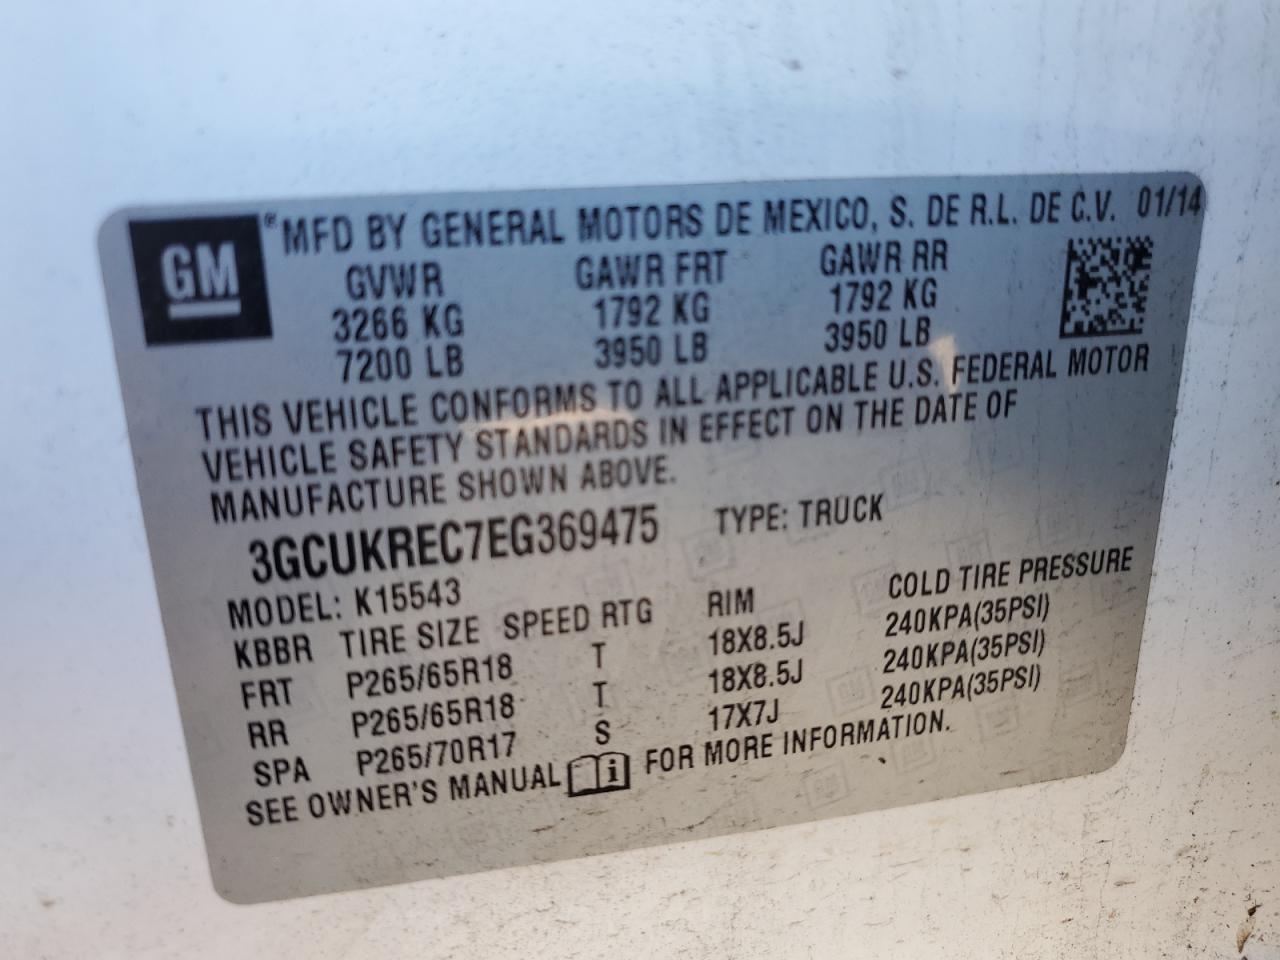 GM ® MFD BY GENERAL MOTORS DE MEXICO, S. DE R.L. DE C.V. 01/14
GVWR GAWR FRT GAWR RR
3266 KG 1792 KG 1792 KG
7200 LB 3950 LB 3950 LB
THIS VEHICLE CONFORMS TO ALL APPLICABLE U.S. FEDERAL MOTOR
VEHICLE SAFETY STANDARDS IN EFFECT ON THE DATE OF
MANUFACTURE SHOWN ABOVE.
3GCUKREC7EG369475 TYPE: TRUCK
MODEL: K15543
KBBR TIRE SIZE SPEED RTG RIM COLD TIRE PRESSURE
FRT P265/65R18 T 18X8.5J 240KPA(35PSI)
RR P265/65R18 T 18X8.5J 240KPA(35PSI)
SPA P265/70R17 S 17X7J 240KPA(35PSI)
SEE OWNER'S MANUAL i FOR MORE INFORMATION.